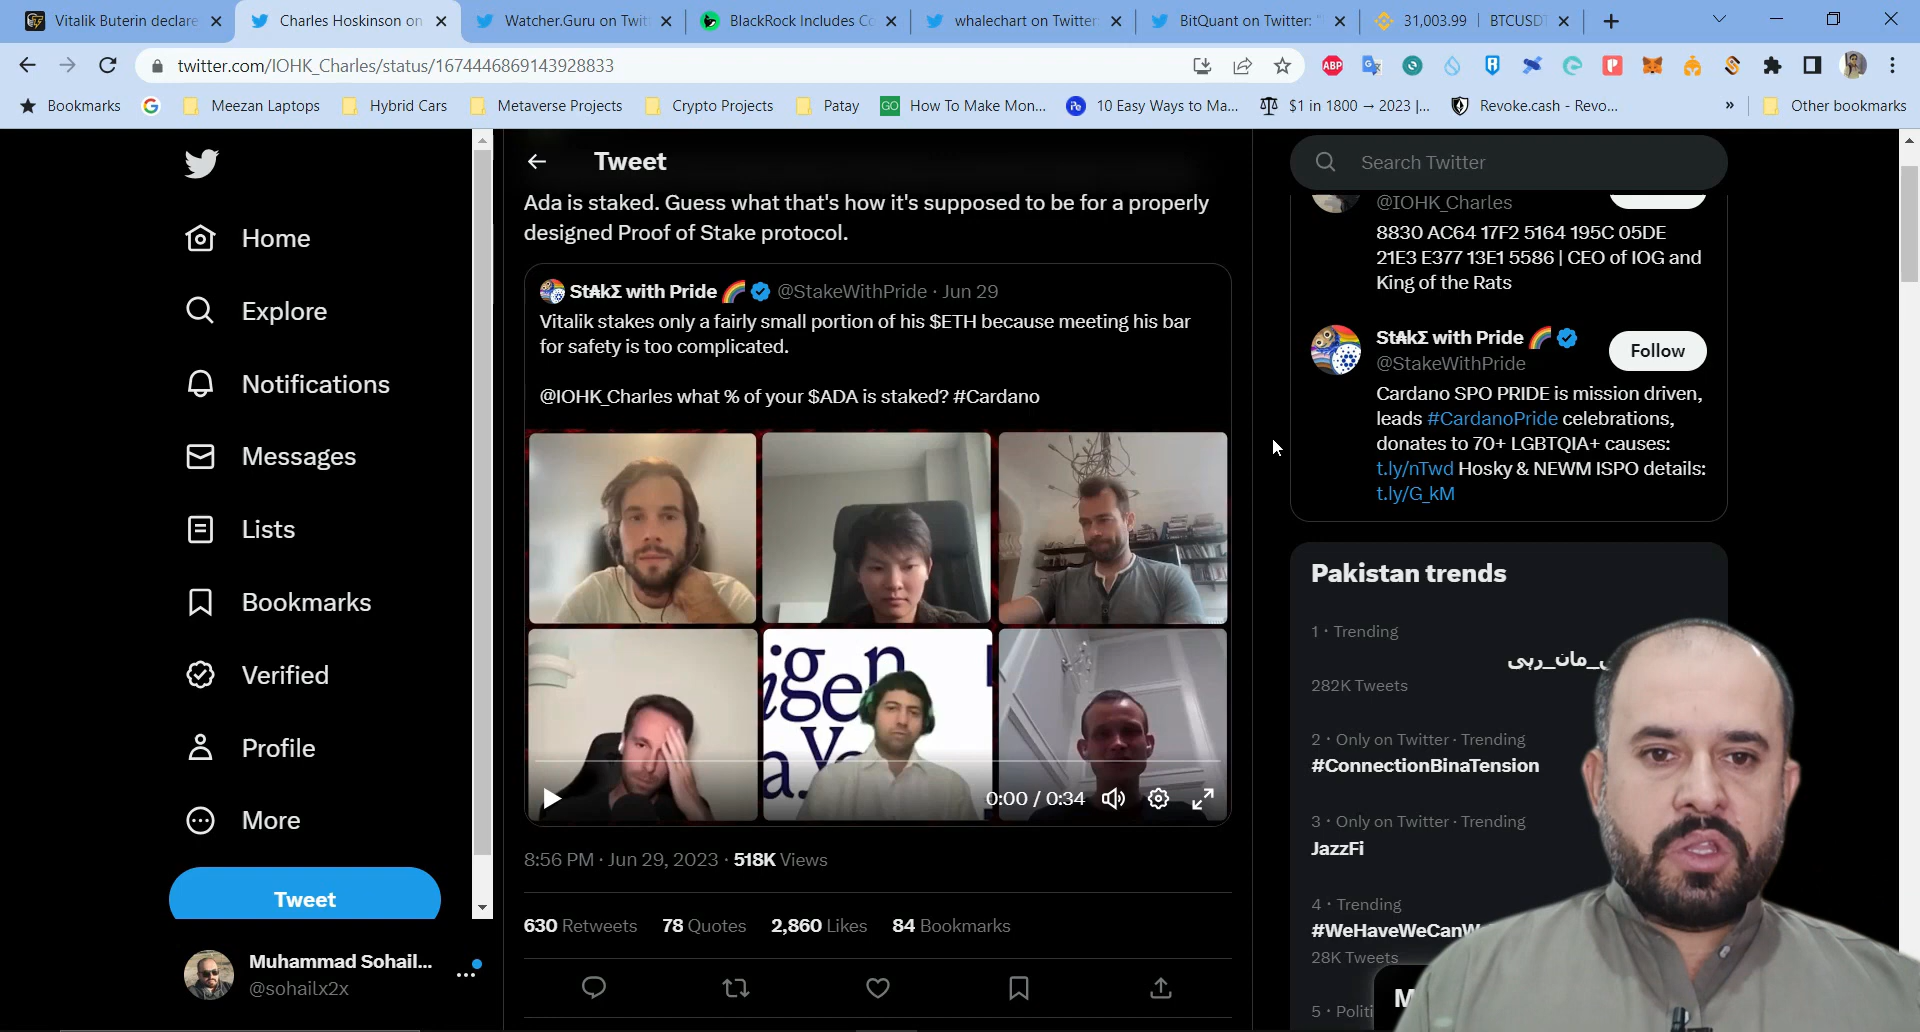 Vitalik Buterin declare
Charles Hoskinson on
Watcher.Guru on Twit
BlackRock Includes Co
whalechart on Twitter:
BitQuant on Twitter: "
31,003.99 | BTCUSDT
twitter.com/IOHK_Charles/status/1674446869143928833
Bookmarks
Meezan Laptops
Hybrid Cars
Metaverse Projects
Crypto Projects
Patay
How To Make Mon...
10 Easy Ways to Ma...
$1 in 1800 → 2023 |...
Revoke.cash - Revo...
»
Other bookmarks
Home
Explore
Notifications
Messages
Lists
Bookmarks
Verified
Profile
More
Tweet
Muhammad Sohail...
@sohailx2x
Tweet
Ada is staked. Guess what that's how it's supposed to be for a properly
designed Proof of Stake protocol.
St₳kΣ with Pride 🌈 @StakeWithPride · Jun 29
Vitalik stakes only a fairly small portion of his $ETH because meeting his bar
for safety is too complicated.
@IOHK_Charles what % of your $ADA is staked? #Cardano
0:00 / 0:34
8:56 PM · Jun 29, 2023 · 518K Views
630 Retweets 78 Quotes 2,860 Likes 84 Bookmarks
Search Twitter
@IOHK_Charles
8830 AC64 17F2 5164 195C 05DE
21E3 E377 13E1 5586 | CEO of IOG and
King of the Rats
St₳kΣ with Pride 🌈
@StakeWithPride
Follow
Cardano SPO PRIDE is mission driven,
leads #CardanoPride celebrations,
donates to 70+ LGBTQIA+ causes:
t.ly/nTwd Hosky & NEWM ISPO details:
t.ly/G_kM
Pakistan trends
1 · Trending
مان_رہی
282K Tweets
2 · Only on Twitter · Trending
#ConnectionBinaTension
3 · Only on Twitter · Trending
JazzFi
4 · Trending
#WeHaveWeCanW
28K Tweets
5 · Politi
M
ABP